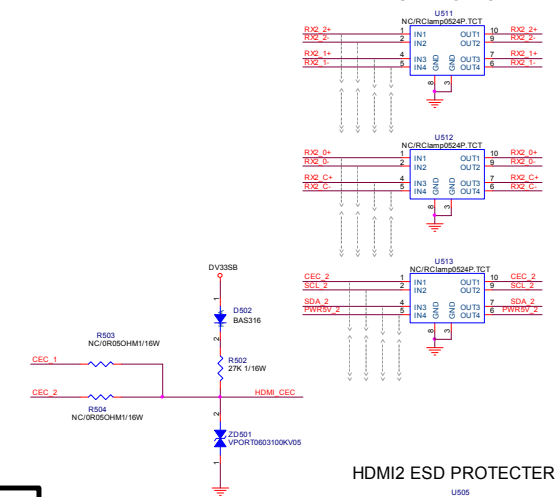 U511
NC/RClamp0524P.TCT
RX2_2+ 1 IN1 OUT1 10 RX2_2+
RX2_2- 2 IN2 OUT2 9 RX2_2-
RX2_1+ 4 IN3 OUT3 7 RX2_1+
RX2_1- 5 IN4 OUT4 6 RX2_1-
GND GND
8 3
U512
NC/RClamp0524P.TCT
RX2_0+ 1 IN1 OUT1 10 RX2_0+
RX2_0- 2 IN2 OUT2 9 RX2_0-
RX2_C+ 4 IN3 OUT3 7 RX2_C+
RX2_C- 5 IN4 OUT4 6 RX2_C-
GND GND
8 3
U513
NC/RClamp0524P.TCT
CEC_2 1 IN1 OUT1 10 CEC_2
SCL_2 2 IN2 OUT2 9 SCL_2
SDA_2 4 IN3 OUT3 7 SDA_2
PWR5V_2 5 IN4 OUT4 6 PWR5V_2
GND GND
8 3
DV33SB
1
D502
BAS316
2
R503
NC/0R05OHM1/16W
CEC_1
R502
27K 1/16W
CEC_2
HDMI_CEC
R504
NC/0R05OHM1/16W
2
ZD501
VPORT0603100KV05
1
HDMI2 ESD PROTECTER
U505